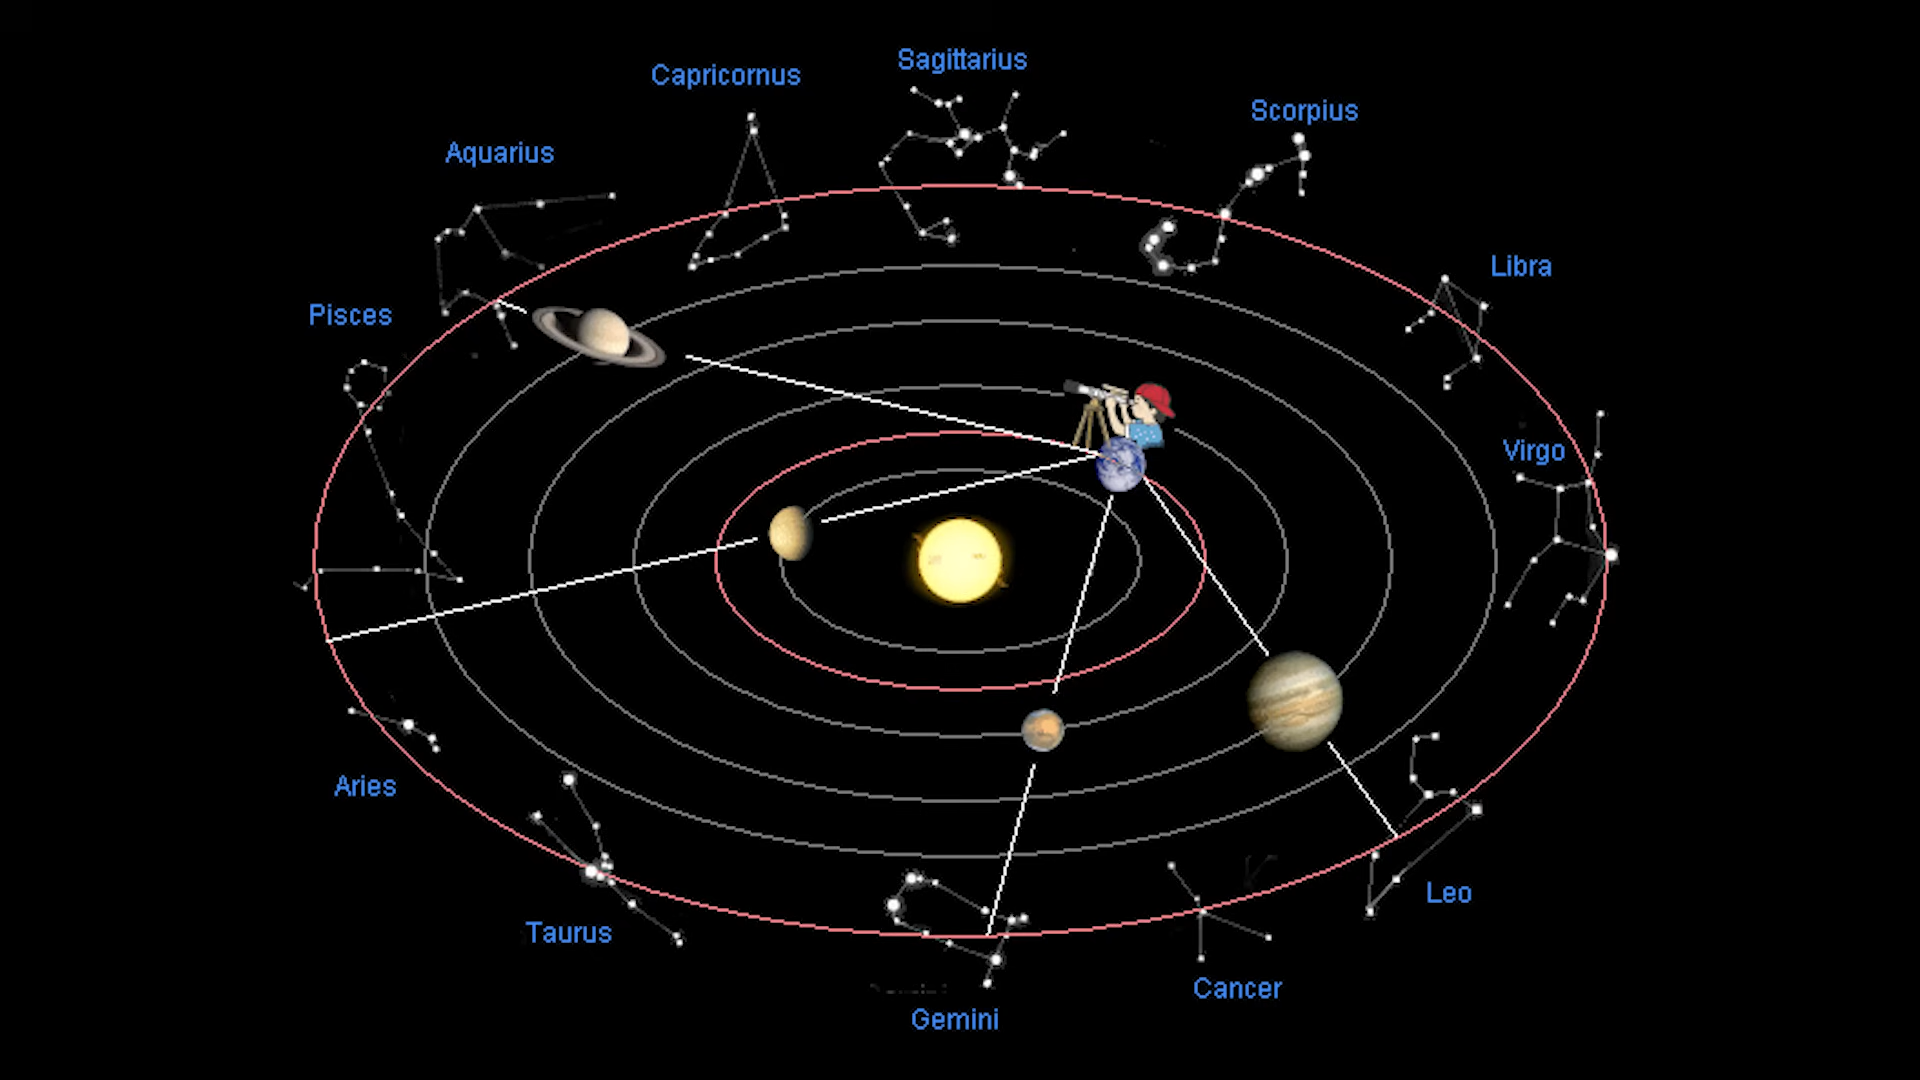 Sagittarius
Capricornus
Scorpius
Aquarius
Libra
Pisces
Virgo
Aries
Leo
Taurus
Cancer
Gemini